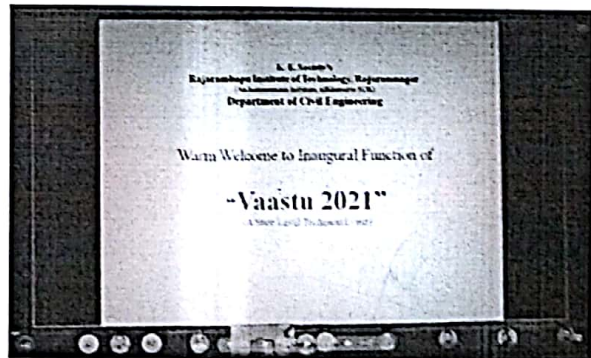 K. E. Society's
Rajarambapu Institute of Technology, Rajaramnagar
Department of Civil Engineering
Warm Welcome to Inaugural Function of
"Vaastu 2021"